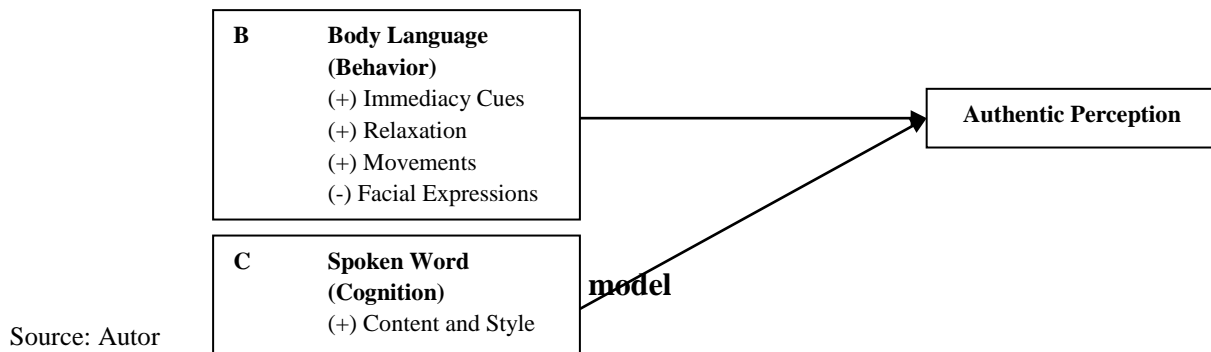 B Body Language
(Behavior)
(+) Immediacy Cues
(+) Relaxation
(+) Movements
(-) Facial Expressions
Authentic Perception
C Spoken Word
(Cognition)
(+) Content and Style
model
Source: Autor